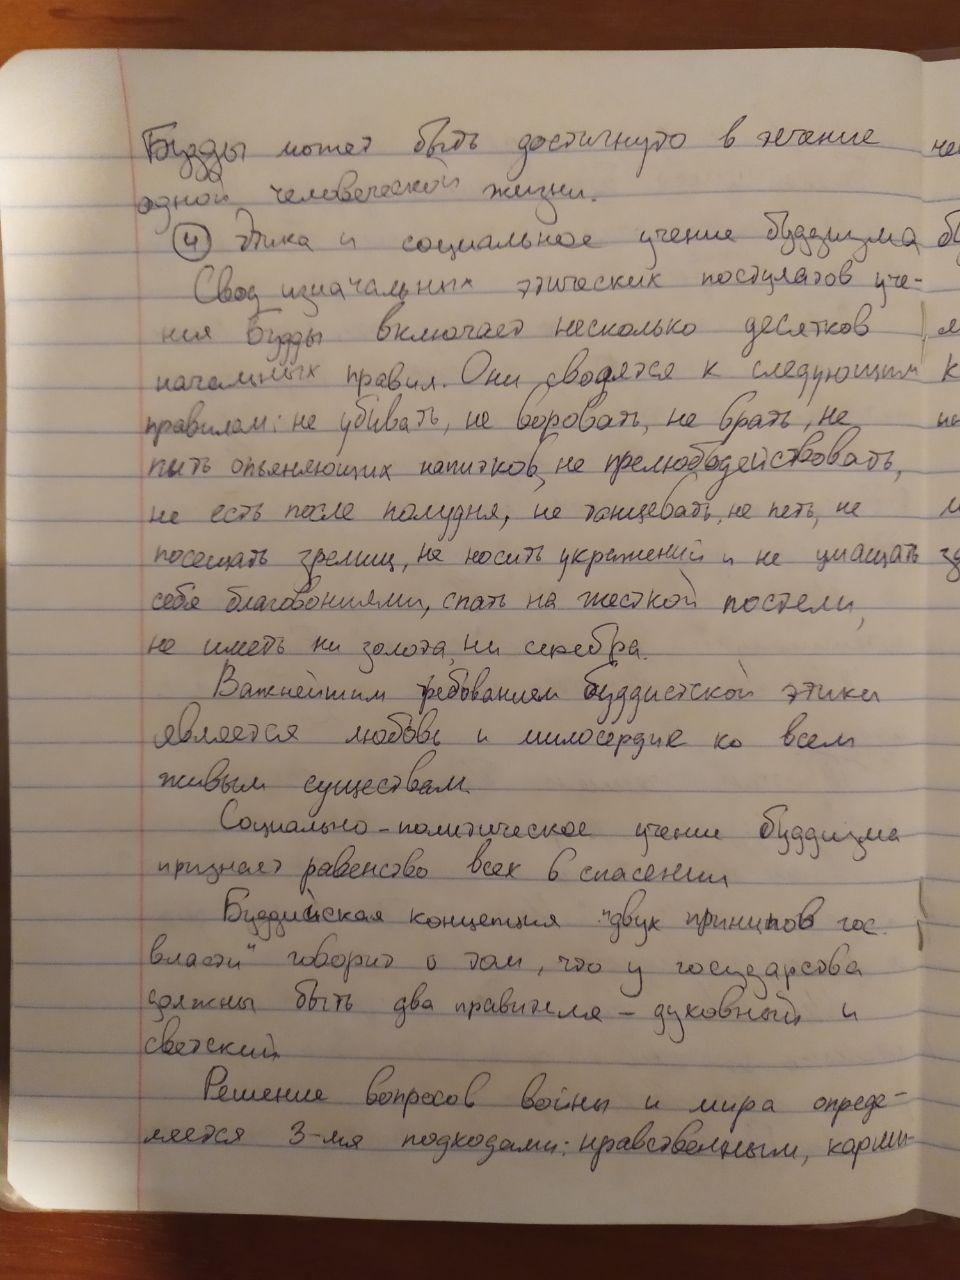 Будды может быть достигнуто в течение
одной человеческой жизни.
4 Этика и социальное учение буддизма
Свод изначальных этических постулатов уче-
ния Будды включает несколько десятков
начальных правил. Они сводятся к следующим
правилам: не убивать, не воровать, не врать, не
пить опьяняющих напитков, не прелюбодействовать,
не есть после полудня, не танцевать, не петь, не
посещать зрелищ, не носить укражений и не умащать
себя благовониями, спать на жесткой постели,
не иметь ни золота, ни серебра.
Важнейшим требованием буддистской этики
является любовь и милосердие ко всем
живым существам.
Социально-политическое учение буддизма
признает равенство всех в спасении
Буддийская концепция "двух принипов гос.
власти" говорит о том, что у государства
должны быть два правителя - духовный и
светский.
Решение вопросов войны и мира опреде-
ляется 3-мя подходами: нравственным, карми-